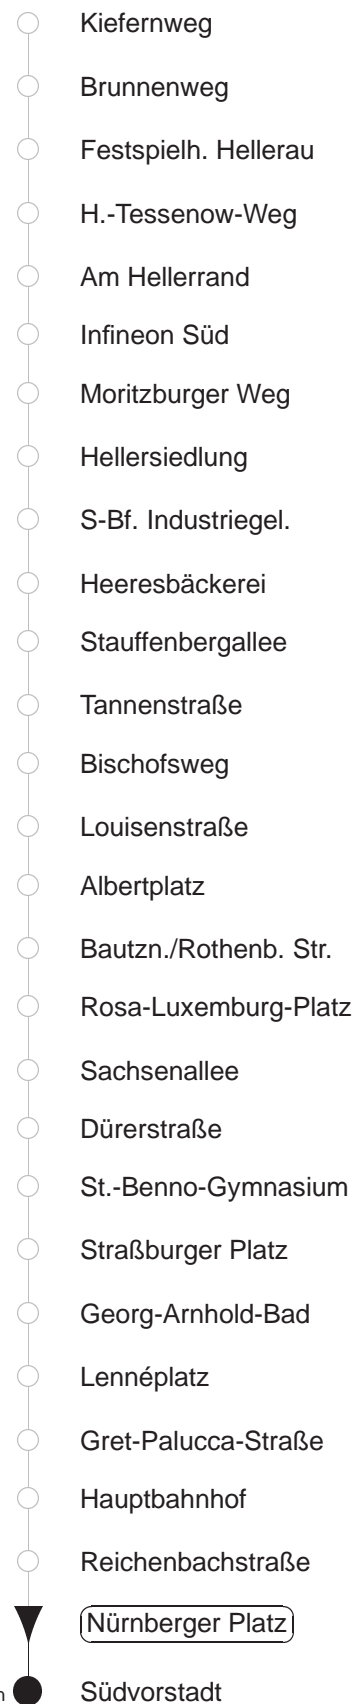 Kiefernweg
Brunnenweg
Festspielh. Hellerau
H.-Tessenow-Weg
Am Hellerrand
Infineon Süd
Moritzburger Weg
Hellersiedlung
S-Bf. Industriegel.
Heeresbäckerei
Stauffenbergallee
Tannenstraße
Bischofsweg
Louisenstraße
Albertplatz
Bautzn./Rothenb. Str.
Rosa-Luxemburg-Platz
Sachsenallee
Dürerstraße
St.-Benno-Gymnasium
Straßburger Platz
Georg-Arnhold-Bad
Lennéplatz
Gret-Palucca-Straße
Hauptbahnhof
Reichenbachstraße
Nürnberger Platz
Südvorstadt